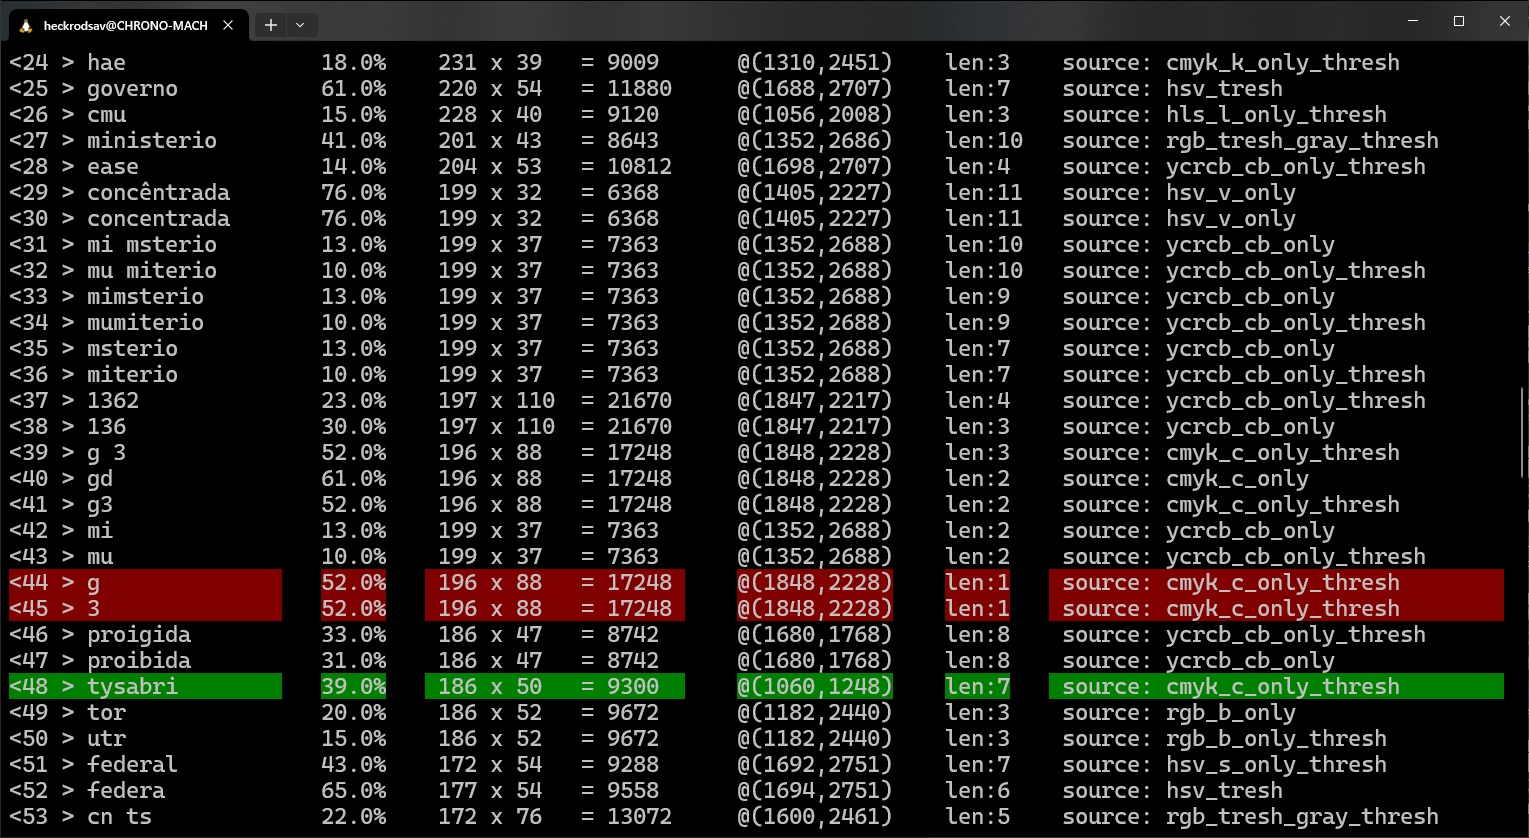 heckrodsav@CHRONO-MACH
<24 > hae 18.0% 231 x 39 = 9009 @(1310,2451) len:3 source: cmyk_k_only_thresh
<25 > governo 61.0% 220 x 54 = 11880 @(1688,2707) len:7 source: hsv_tresh
<26 > cmu 15.0% 228 x 40 = 9120 @(1056,2008) len:3 source: hls_l_only_thresh
<27 > ministerio 41.0% 201 x 43 = 8643 @(1352,2686) len:10 source: rgb_tresh_gray_thresh
<28 > ease 14.0% 204 x 53 = 10812 @(1698,2707) len:4 source: ycrcb_cb_only_thresh
<29 > concêntrada 76.0% 199 x 32 = 6368 @(1405,2227) len:11 source: hsv_v_only
<30 > concentrada 76.0% 199 x 32 = 6368 @(1405,2227) len:11 source: hsv_v_only
<31 > mi msterio 13.0% 199 x 37 = 7363 @(1352,2688) len:10 source: ycrcb_cb_only
<32 > mu miterio 10.0% 199 x 37 = 7363 @(1352,2688) len:10 source: ycrcb_cb_only_thresh
<33 > mimsterio 13.0% 199 x 37 = 7363 @(1352,2688) len:9 source: ycrcb_cb_only
<34 > mumiterio 10.0% 199 x 37 = 7363 @(1352,2688) len:9 source: ycrcb_cb_only_thresh
<35 > msterio 13.0% 199 x 37 = 7363 @(1352,2688) len:7 source: ycrcb_cb_only
<36 > miterio 10.0% 199 x 37 = 7363 @(1352,2688) len:7 source: ycrcb_cb_only_thresh
<37 > 1362 23.0% 197 x 110 = 21670 @(1847,2217) len:4 source: ycrcb_cb_only_thresh
<38 > 136 30.0% 197 x 110 = 21670 @(1847,2217) len:3 source: ycrcb_cb_only
<39 > g 3 52.0% 196 x 88 = 17248 @(1848,2228) len:3 source: cmyk_c_only_thresh
<40 > gd 61.0% 196 x 88 = 17248 @(1848,2228) len:2 source: cmyk_c_only
<41 > g3 52.0% 196 x 88 = 17248 @(1848,2228) len:2 source: cmyk_c_only_thresh
<42 > mi 13.0% 199 x 37 = 7363 @(1352,2688) len:2 source: ycrcb_cb_only
<43 > mu 10.0% 199 x 37 = 7363 @(1352,2688) len:2 source: ycrcb_cb_only_thresh
<44 > g 52.0% 196 x 88 = 17248 @(1848,2228) len:1 source: cmyk_c_only_thresh
<45 > 3 52.0% 196 x 88 = 17248 @(1848,2228) len:1 source: cmyk_c_only_thresh
<46 > proigida 33.0% 186 x 47 = 8742 @(1680,1768) len:8 source: ycrcb_cb_only_thresh
<47 > proibida 31.0% 186 x 47 = 8742 @(1680,1768) len:8 source: ycrcb_cb_only
<48 > tysabri 39.0% 186 x 50 = 9300 @(1060,1248) len:7 source: cmyk_c_only_thresh
<49 > tor 20.0% 186 x 52 = 9672 @(1182,2440) len:3 source: rgb_b_only
<50 > utr 15.0% 186 x 52 = 9672 @(1182,2440) len:3 source: rgb_b_only_thresh
<51 > federal 43.0% 172 x 54 = 9288 @(1692,2751) len:7 source: hsv_s_only_thresh
<52 > federa 65.0% 177 x 54 = 9558 @(1694,2751) len:6 source: hsv_tresh
<53 > cn ts 22.0% 172 x 76 = 13072 @(1600,2461) len:5 source: rgb_tresh_gray_thresh